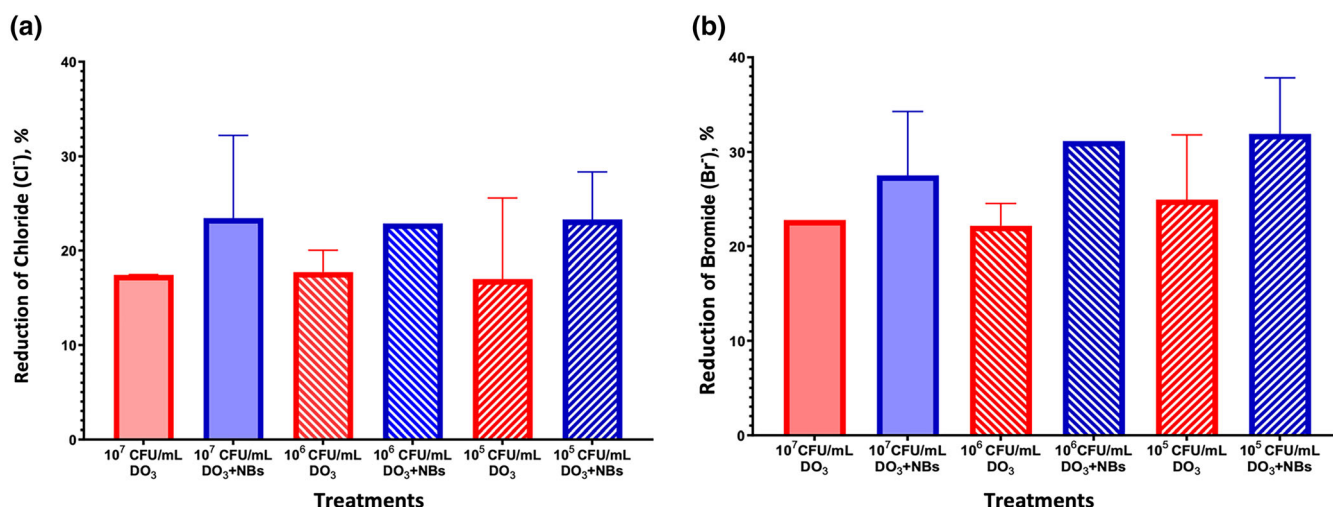 (a)
Reduction of Chloride (Cl⁻), %
40
30
20
10
0
10⁷ CFU/mL
DO₃
10⁷ CFU/mL
DO₃+NBs
10⁶ CFU/mL
DO₃
10⁶ CFU/mL
DO₃+NBs
10⁵ CFU/mL
DO₃
10⁵ CFU/mL
DO₃+NBs
Treatments
(b)
Reduction of Bromide (Br⁻), %
40
30
20
10
0
10⁷CFU/mL
DO₃
10⁷CFU/mL
DO₃+NBs
10⁶ CFU/mL
DO₃
10⁶CFU/mL
DO₃+NBs
10⁵ CFU/mL
DO₃
10⁵ CFU/mL
DO₃+NBs
Treatments